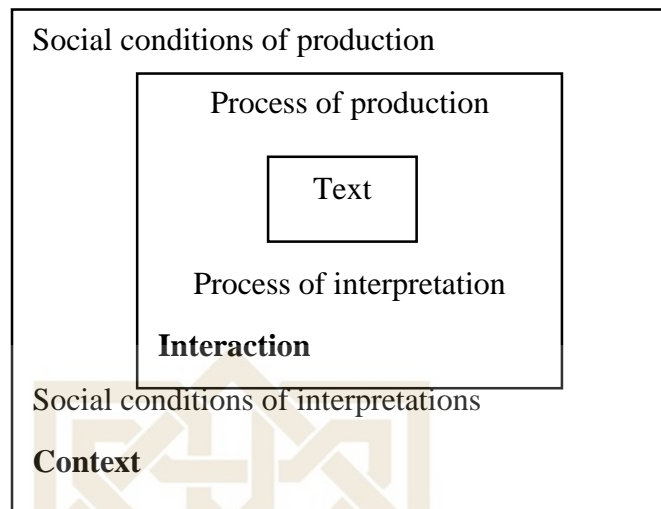 Social conditions of production
Process of production
Text
Process of interpretation
Interaction
Social conditions of interpretations
Context